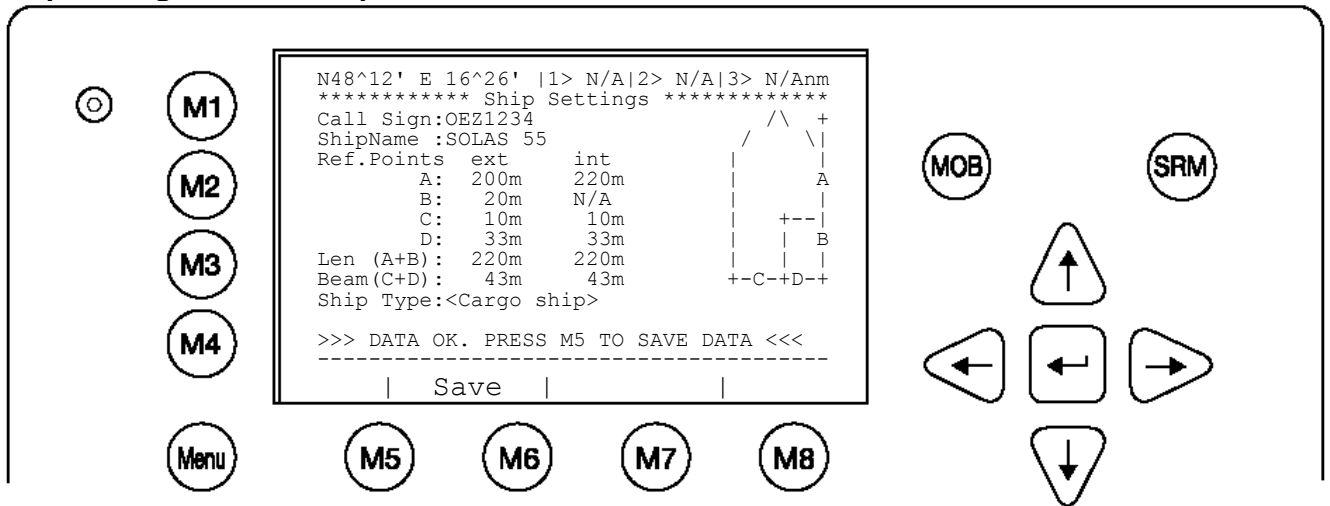 N48^12' E 16^26' |1> N/A|2> N/A|3> N/Anm
************ Ship Settings *************
Call Sign:OEZ1234 /\ +
ShipName :SOLAS 55 / \|
Ref.Points ext int | |
A: 200m 220m | A
B: 20m N/A | |
C: 10m 10m | +--|
D: 33m 33m | | B
Len (A+B): 220m 220m | | |
Beam(C+D): 43m 43m +-C-+D-+
Ship Type:<Cargo ship>
>>> DATA OK. PRESS M5 TO SAVE DATA <<<
----------------------------------------
| Save | |
M1
M2
M3
M4
Menu
M5
M6
M7
M8
MOB
SRM